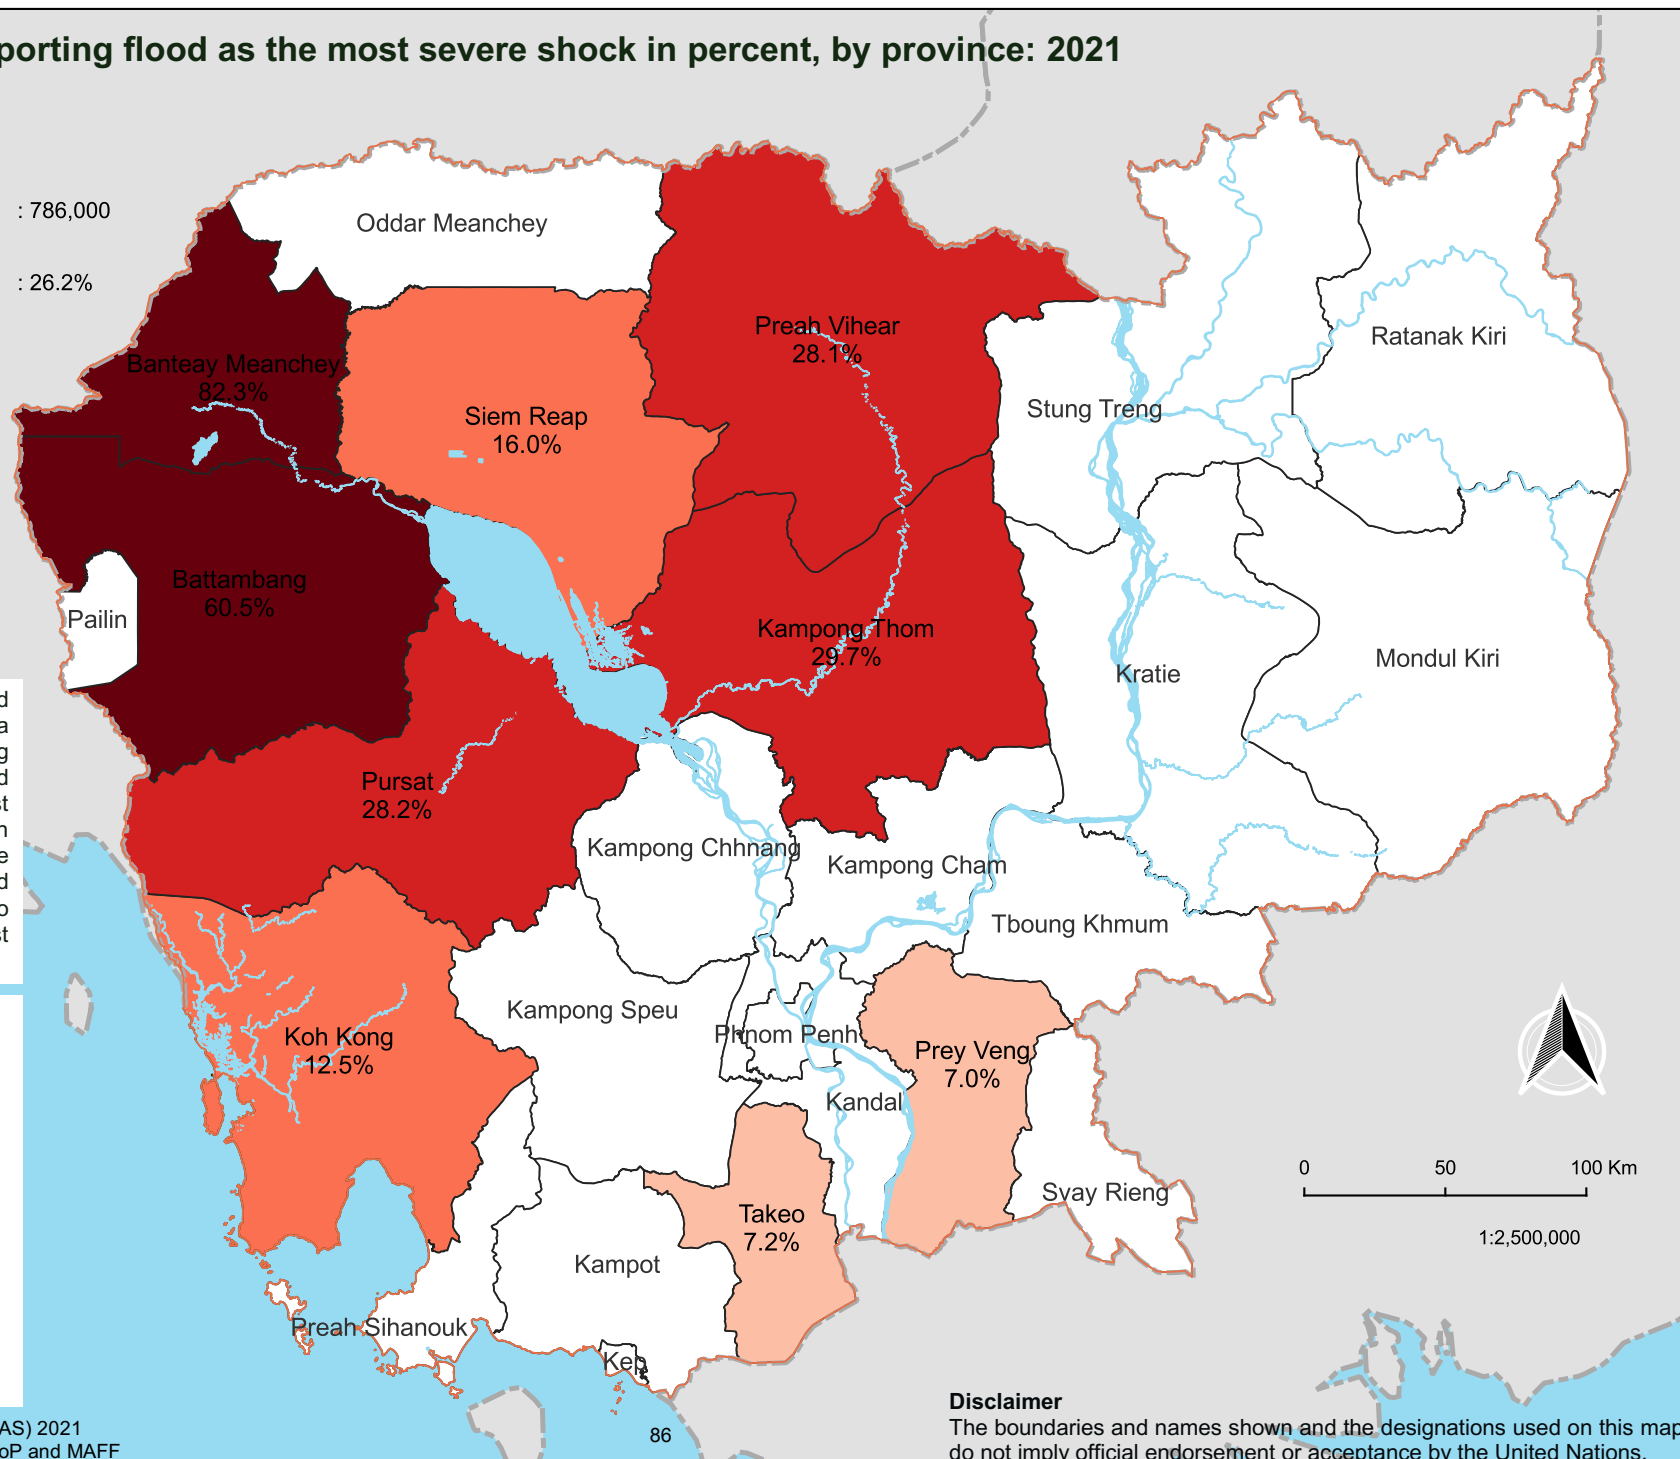 porting flood as the most severe shock in percent, by province: 2021
: 786,000
: 26.2%
Oddar Meanchey
Preah Vihear
28.1%
Ratanak Kiri
Banteay Meanchey
82.3%
Siem Reap
16.0%
Stung Treng
Battambang
60.5%
Pailin
Kampong Thom
29.7%
Kratie
Mondul Kiri
d
a
g
d
st
n
e
d
o
st
Pursat
28.2%
Kampong Chhnang
Kampong Cham
Tboung Khmum
Kampong Speu
Phnom Penh
Koh Kong
12.5%
Prey Veng
7.0%
Kandal
Svay Rieng
0 50 100 Km
1:2,500,000
Takeo
7.2%
Kampot
Preah Sihanouk
Kep
Disclaimer
The boundaries and names shown and the designations used on this map
do not imply official endorsement or acceptance by the United Nations.
AS) 2021
oP and MAFF
86